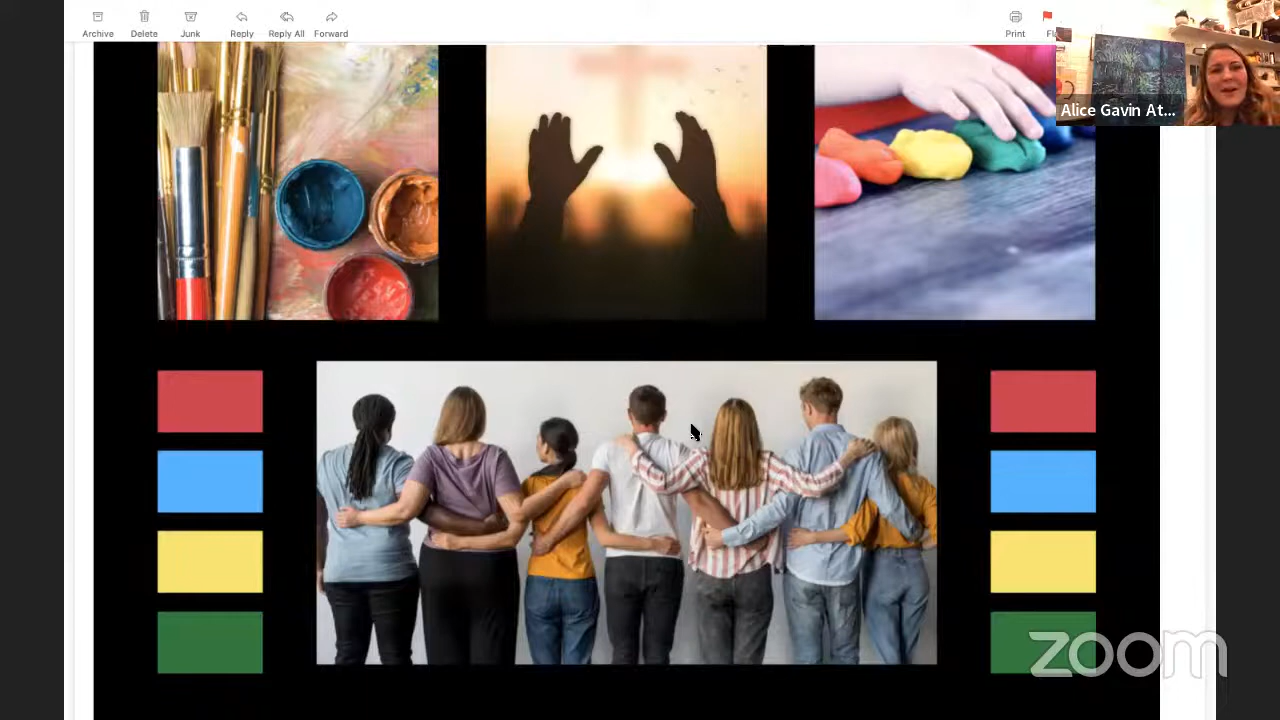 Archive
Delete
Junk
Reply
Reply All
Forward
Print
Alice Gavin At...
zoom